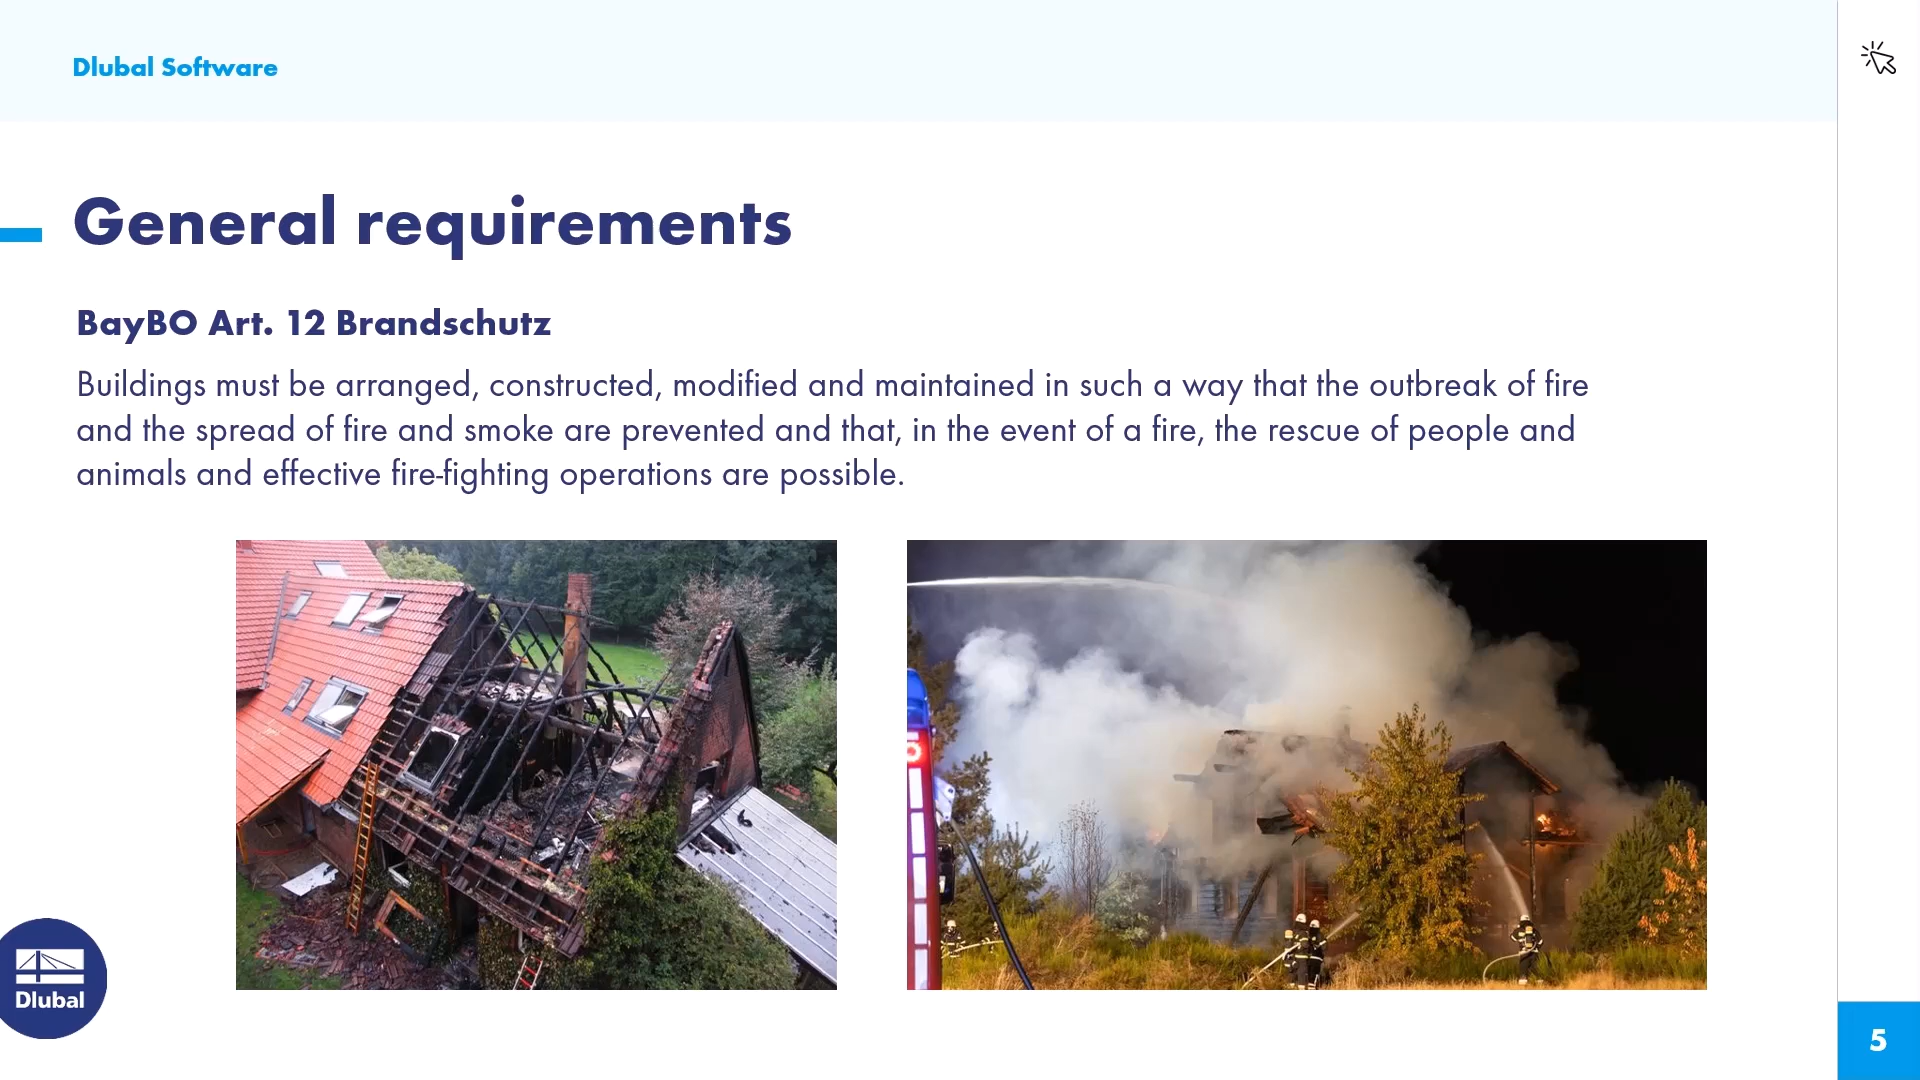 Dlubal Software
General requirements
BayBO Art. 12 Brandschutz
Buildings must be arranged, constructed, modified and maintained in such a way that the outbreak of fire
and the spread of fire and smoke are prevented and that, in the event of a fire, the rescue of people and
animals and effective fire-fighting operations are possible.
Dlubal
5